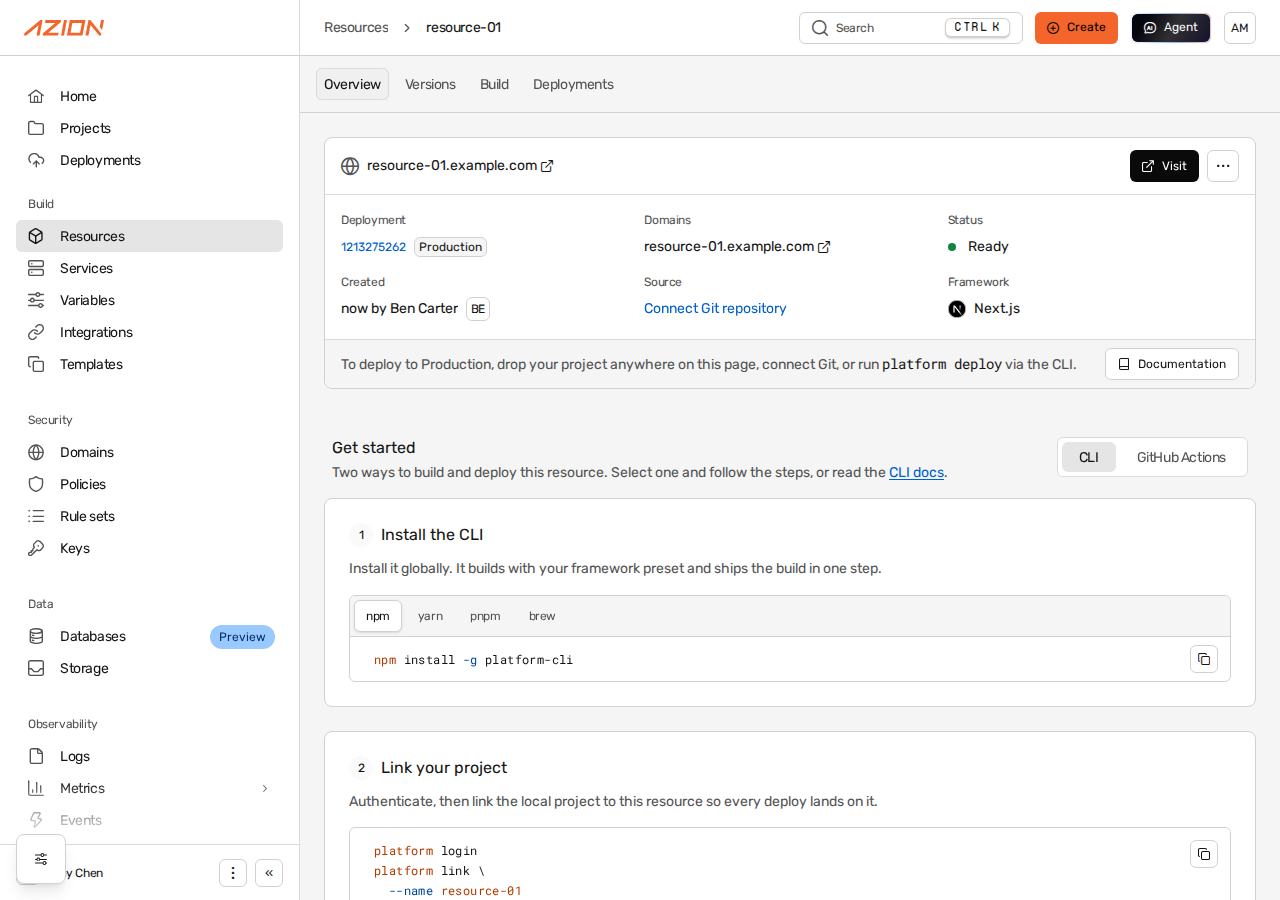 AZION
Resources > resource-01
Search CTRL K
Create
AI Agent
AM
Home
Projects
Deployments
Build
Resources
Services
Variables
Integrations
Templates
Security
Domains
Policies
Rule sets
Keys
Data
Databases Preview
Storage
Observability
Logs
Metrics
Events
y Chen
Overview Versions Build Deployments
resource-01.example.com
Visit
Deployment Domains Status
1213275262 Production resource-01.example.com Ready
Created Source Framework
now by Ben Carter BE Connect Git repository N Next.js
To deploy to Production, drop your project anywhere on this page, connect Git, or run platform deploy via the CLI.
Documentation
Get started
Two ways to build and deploy this resource. Select one and follow the steps, or read the CLI docs.
CLI GitHub Actions
1 Install the CLI
Install it globally. It builds with your framework preset and ships the build in one step.
npm yarn pnpm brew
npm install -g platform-cli
2 Link your project
Authenticate, then link the local project to this resource so every deploy lands on it.
platform login
platform link \
--name resource-01